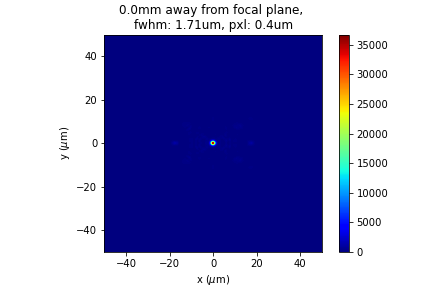 0.0mm away from focal plane,
fwhm: 1.71um, pxl: 0.4um
40
20
0
−20
−40
y (μm)
−40 −20 0 20 40
x (μm)
35000
30000
25000
20000
15000
10000
5000
0